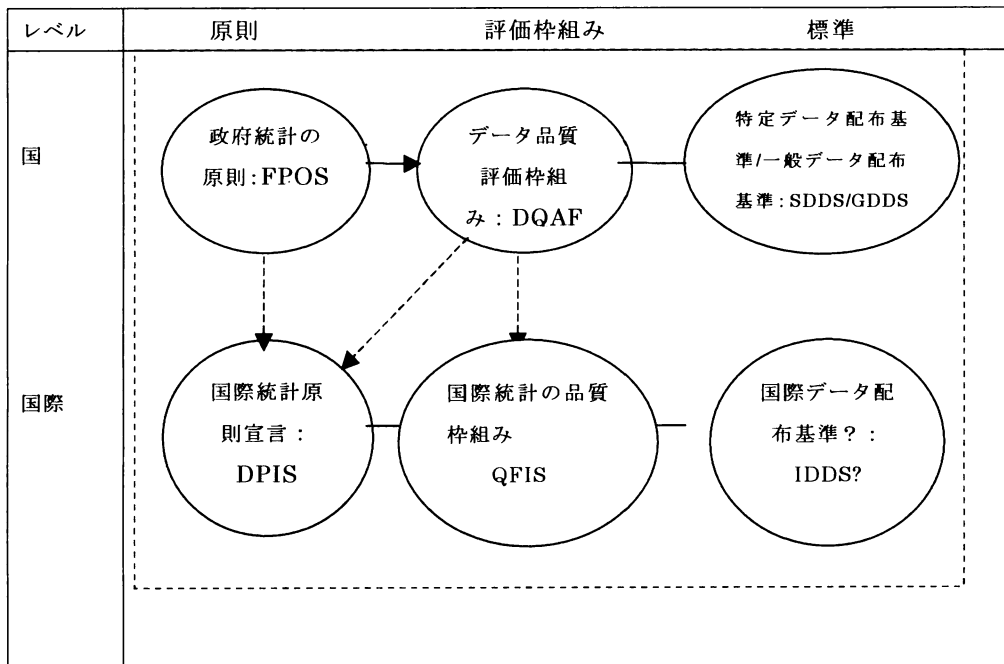 レベル 原則 評価枠組み 標準
国
政府統計の
原則:FPOS
データ品質
評価枠組
み:DQAF
特定データ配布基
準/一般データ配布
基準:SDDS/GDDS
国際
国際統計原
則宣言:
DPIS
国際統計の品質
枠組み
QFIS
国際データ配
布基準?:
IDDS?